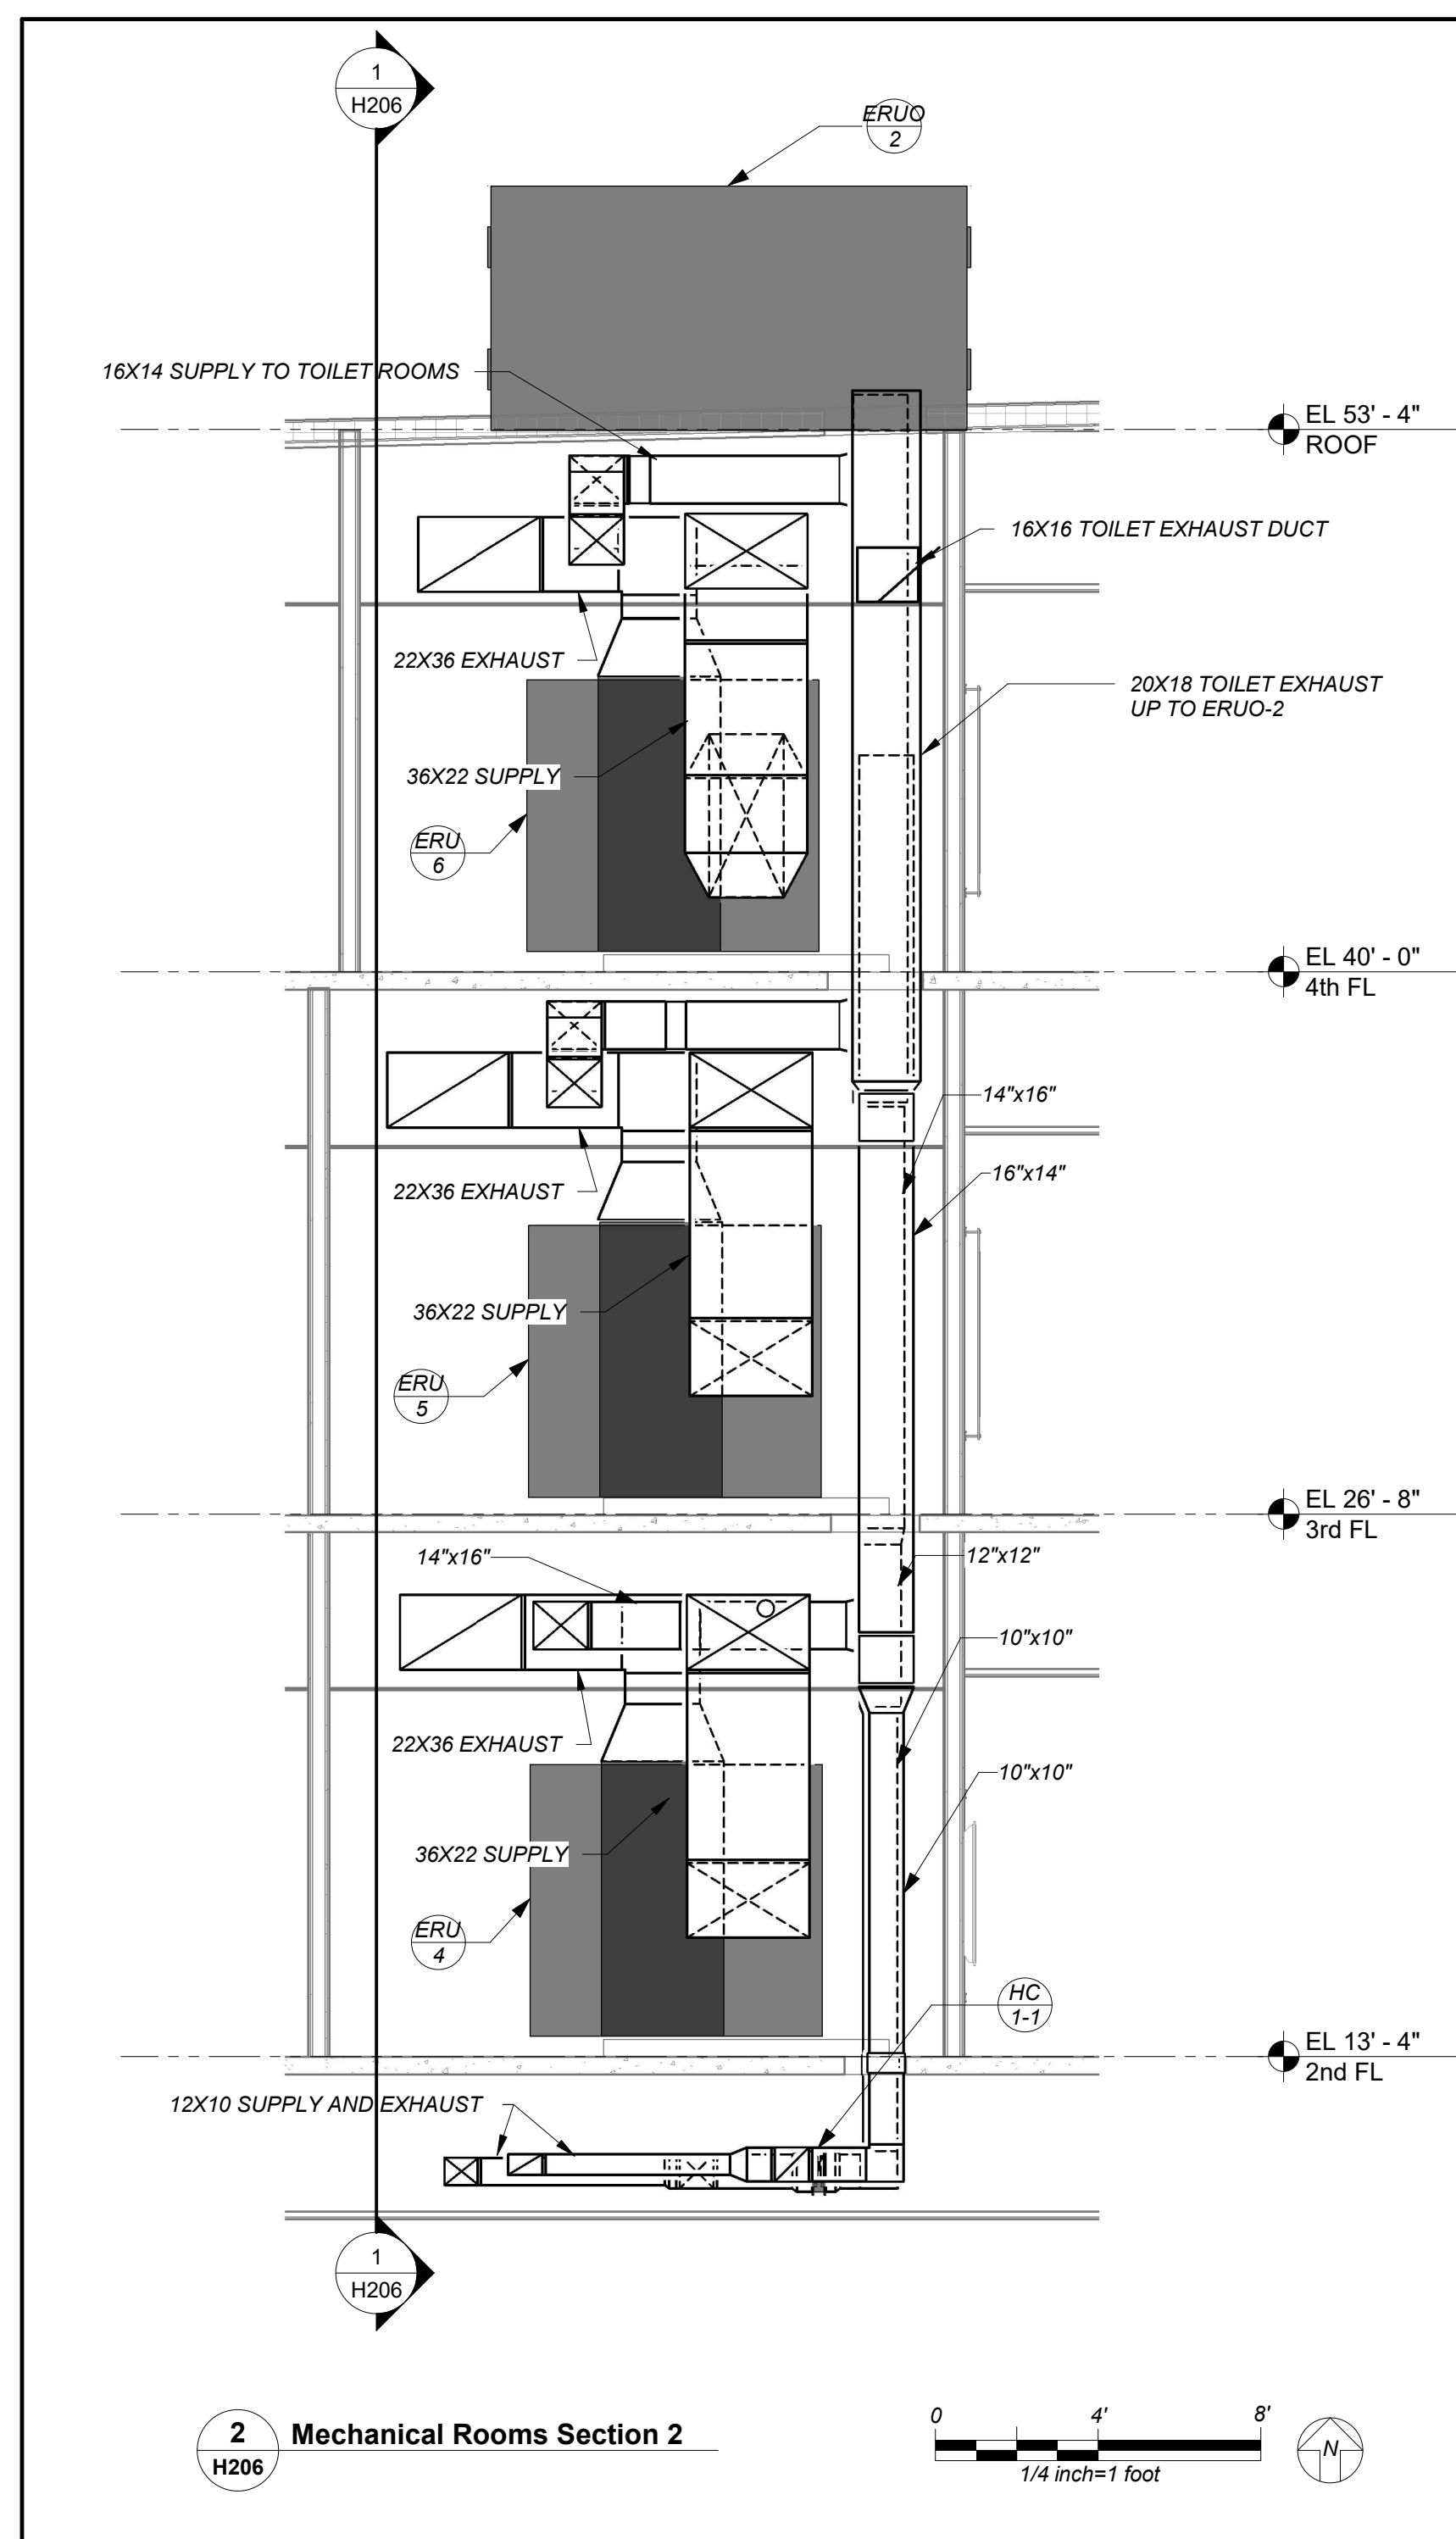 1
H206
ERUO
2
16X14 SUPPLY TO TOILET ROOMS
EL 53' - 4"
ROOF
16X16 TOILET EXHAUST DUCT
22X36 EXHAUST
20X18 TOILET EXHAUST
UP TO ERUO-2
36X22 SUPPLY
ERU
6
EL 40' - 0"
4th FL
14"x16"
16"x14"
22X36 EXHAUST
36X22 SUPPLY
ERU
5
EL 26' - 8"
3rd FL
14"x16"
12"x12"
10"x10"
22X36 EXHAUST
10"x10"
36X22 SUPPLY
ERU
4
HC
1-1
EL 13' - 4"
2nd FL
12X10 SUPPLY AND EXHAUST
1
H206
2
H206
Mechanical Rooms Section 2
0 4' 8'
1/4 inch=1 foot
N